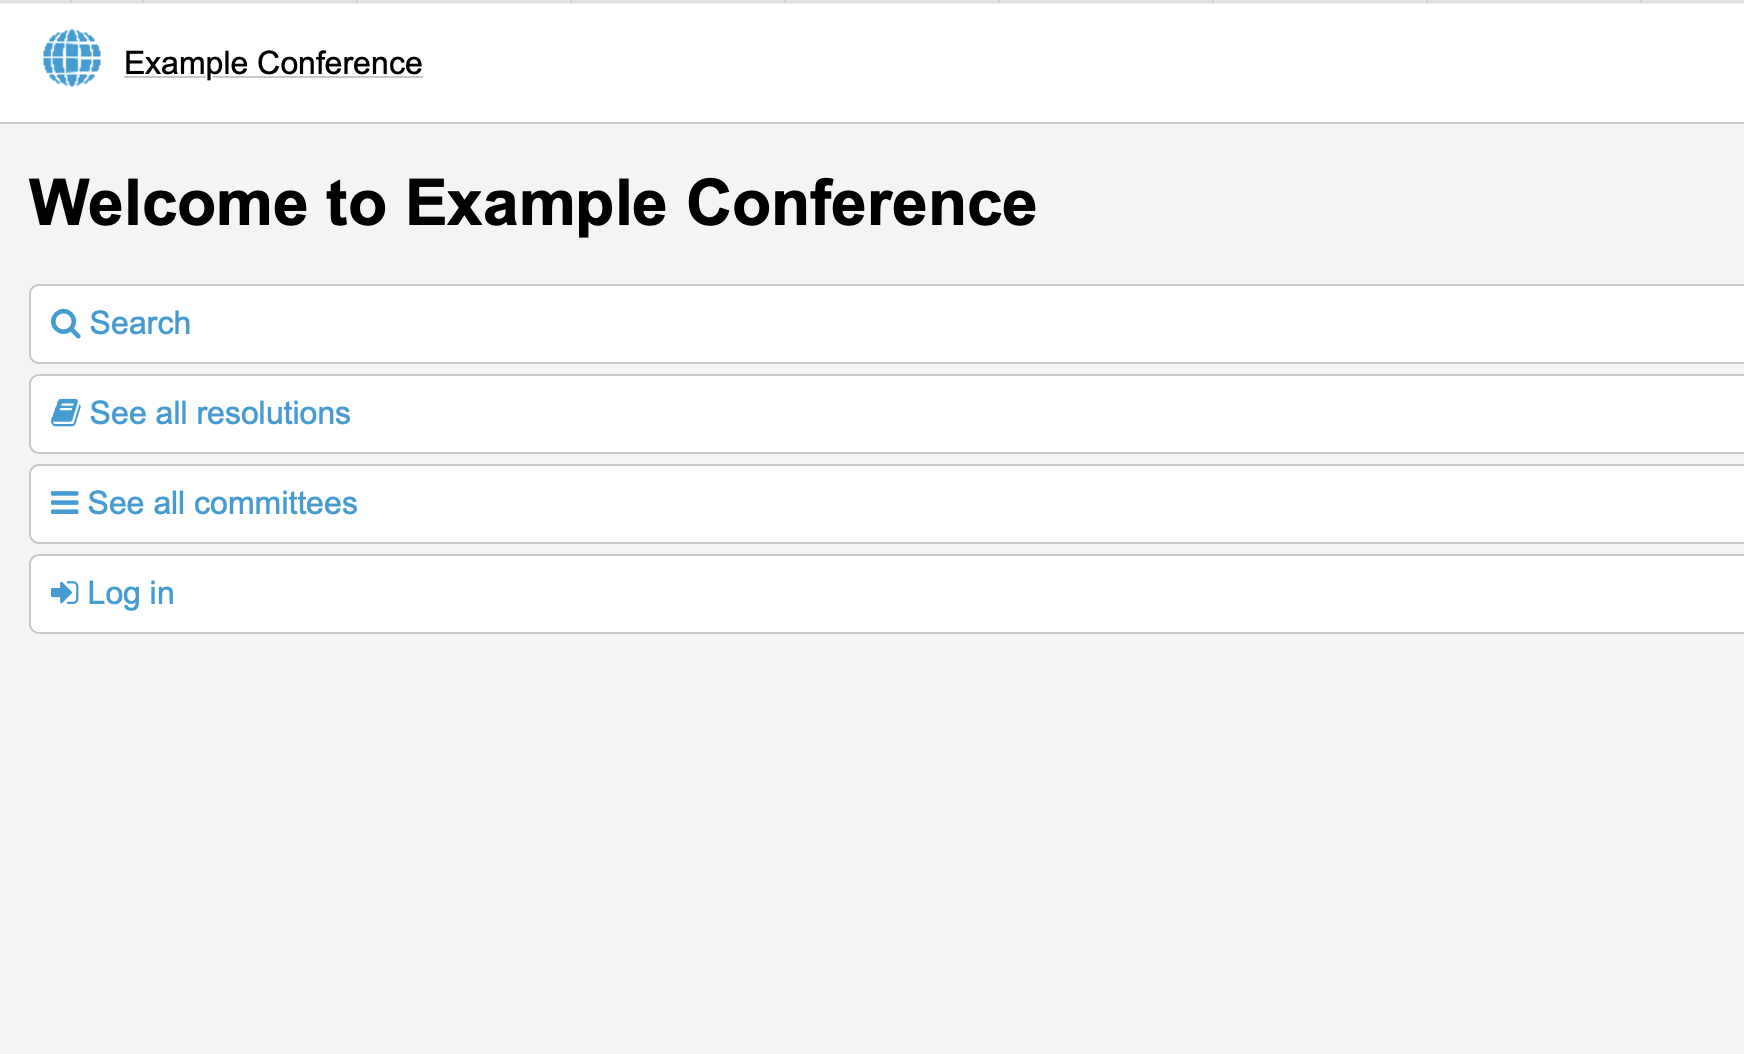 Example Conference
Welcome to Example Conference
Search
See all resolutions
See all committees
Log in